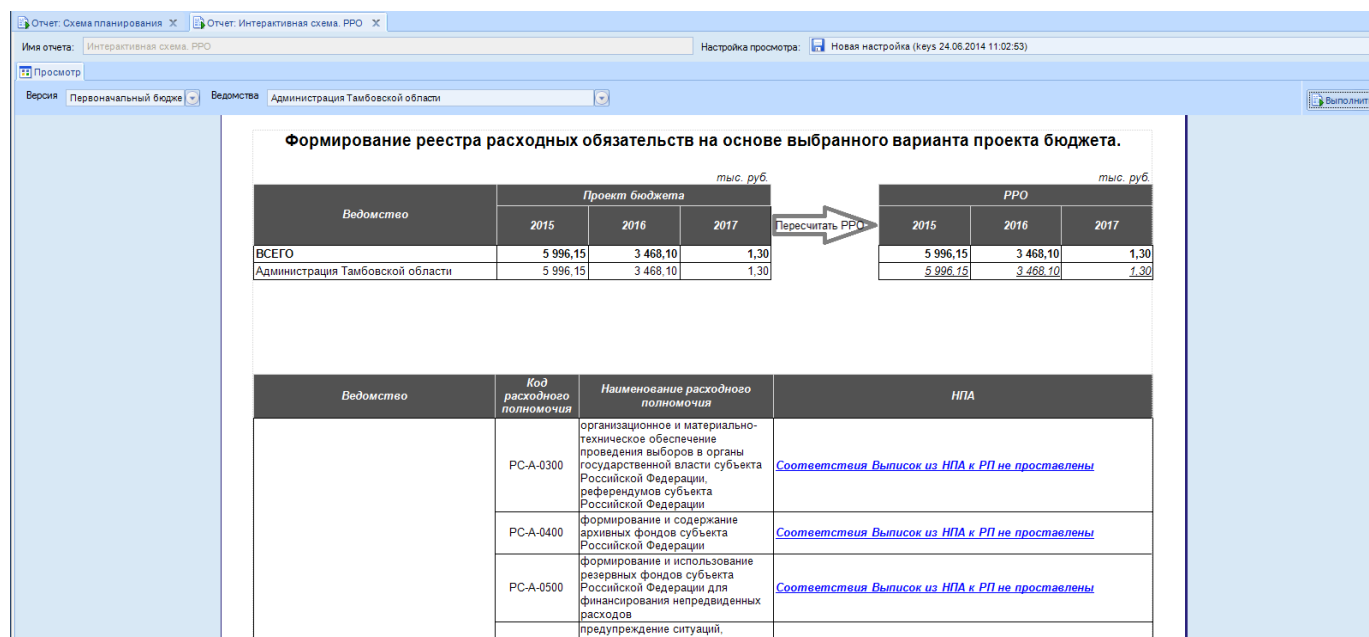 Отчет: Схема планирования X Отчет: Интерактивная схема. РРО X
Имя отчета: Интерактивная схема. РРО Настройка просмотра: Новая настройка (keys 24.06.2014 11:02:53)
Просмотр
Версия Первоначальный бюдже Ведомства Администрация Тамбовской области Выполнит
Формирование реестра расходных обязательств на основе выбранного варианта проекта бюджета.
тыс. руб. тыс. руб.
Ведомство Проект бюджета РРО
2015 2016 2017 Пересчитать РРО 2015 2016 2017
ВСЕГО 5 996,15 3 468,10 1,30 5 996,15 3 468,10 1,30
Администрация Тамбовской области 5 996,15 3 468,10 1,30 5 996,15 3 468,10 1,30
Ведомство Код расходного полномочия Наименование расходного полномочия НПА
организационное и материально-
техническое обеспечение
проведения выборов в органы
РС-А-0300 государственной власти субъекта Соответствия Выписок из НПА к РП не проставлены
Российской Федерации,
референдумов субъекта
Российской Федерации
формирование и содержание
РС-А-0400 архивных фондов субъекта Соответствия Выписок из НПА к РП не проставлены
Российской Федерации
формирование и использование
резервных фондов субъекта
РС-А-0500 Российской Федерации для Соответствия Выписок из НПА к РП не проставлены
финансирования непредвиденных
расходов
предупреждение ситуаций,